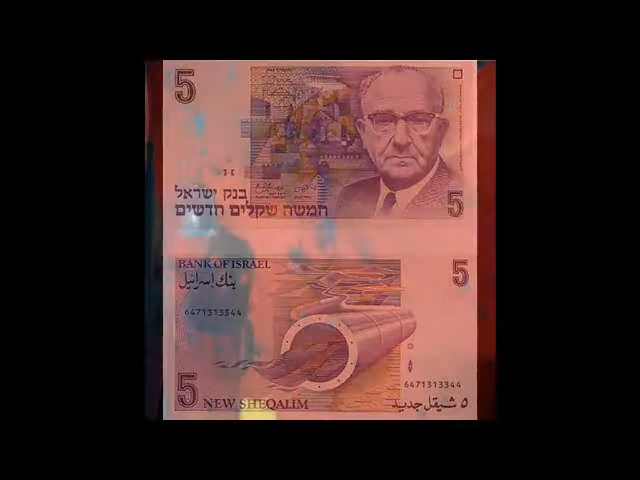 5
בנק ישראל
חמשה שקלים חדשים
5
BANK OF ISRAEL
بنك اسرائيل
5
6471313344
6471313344
5
NEW SHEQALIM
٥ شيقل جديد